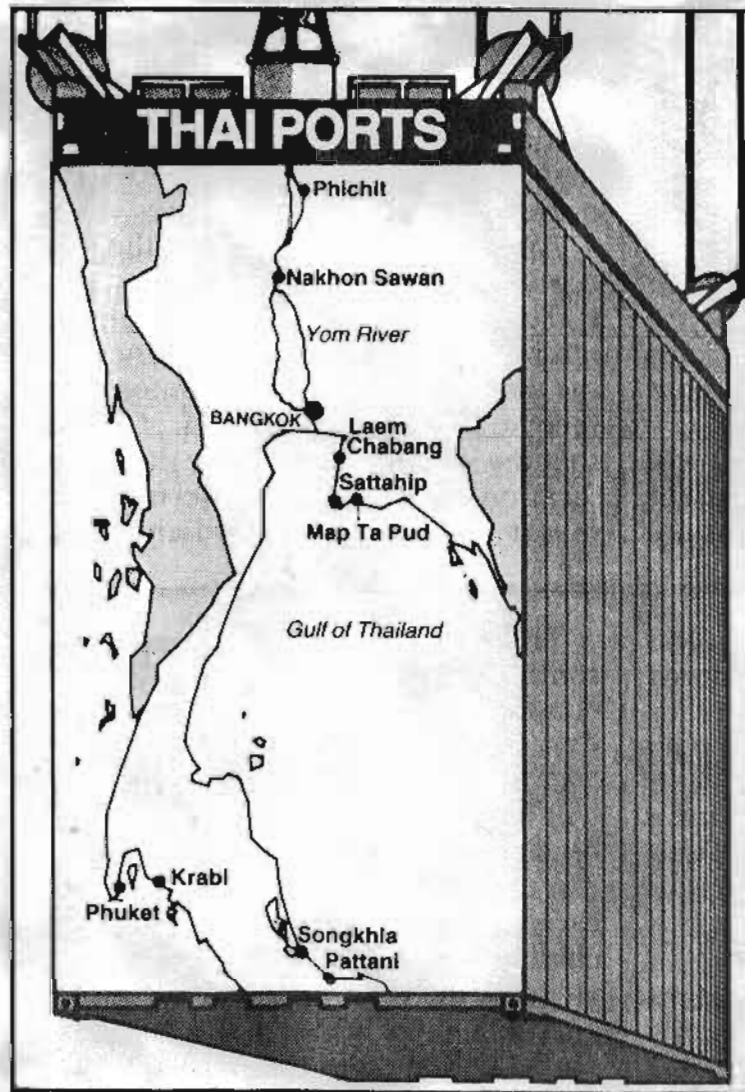 THAI PORTS
Phichit
Nakhon Sawan
Yom River
BANGKOK
Laem
Chabang
Sattahip
Map Ta Pud
Gulf of Thailand
Krabi
Phuket
Songkhla
Pattani